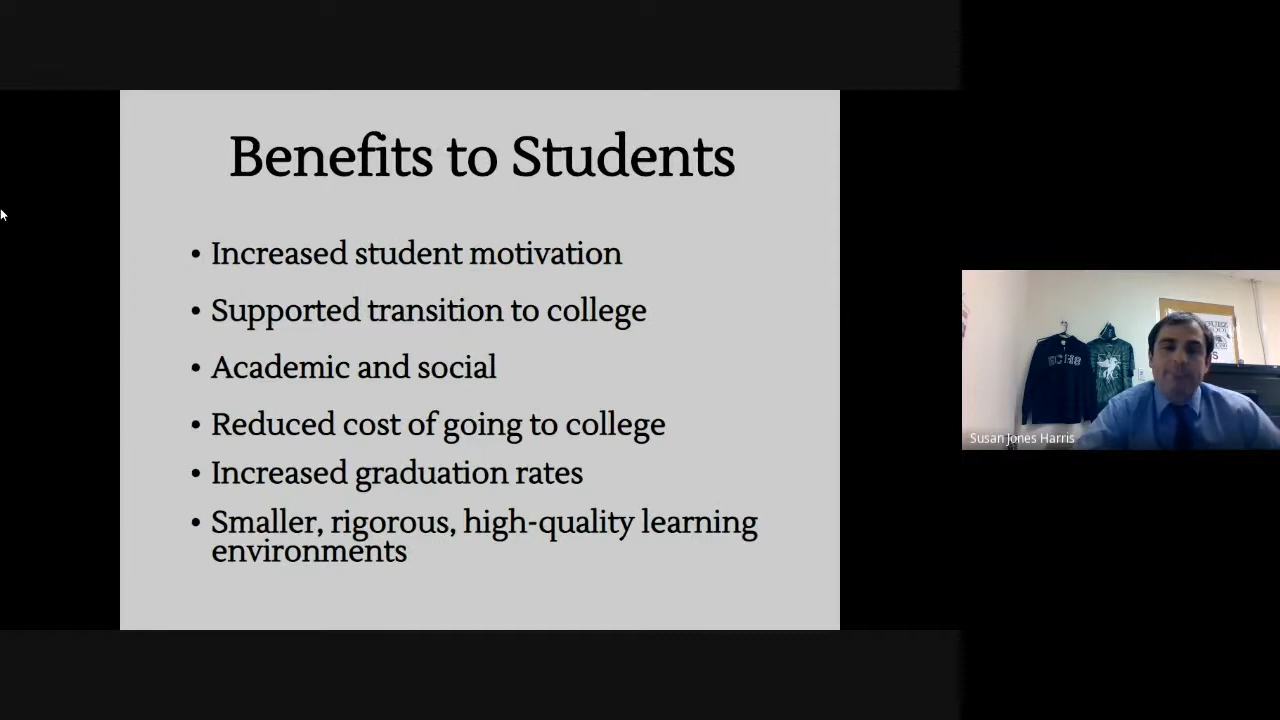 Benefits to Students
• Increased student motivation
• Supported transition to college
• Academic and social
• Reduced cost of going to college
• Increased graduation rates
• Smaller, rigorous, high-quality learning
environments
ECHS
Susan Jones Harris